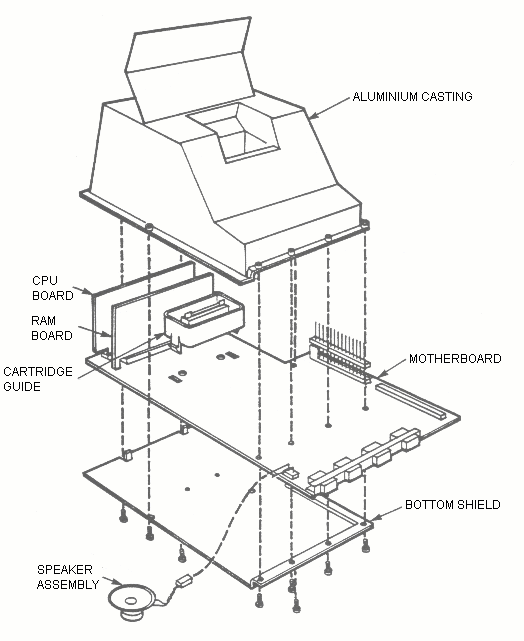 ALUMINIUM CASTING
CPU
BOARD
RAM
BOARD
CARTRIDGE
GUIDE
MOTHERBOARD
BOTTOM SHIELD
SPEAKER
ASSEMBLY